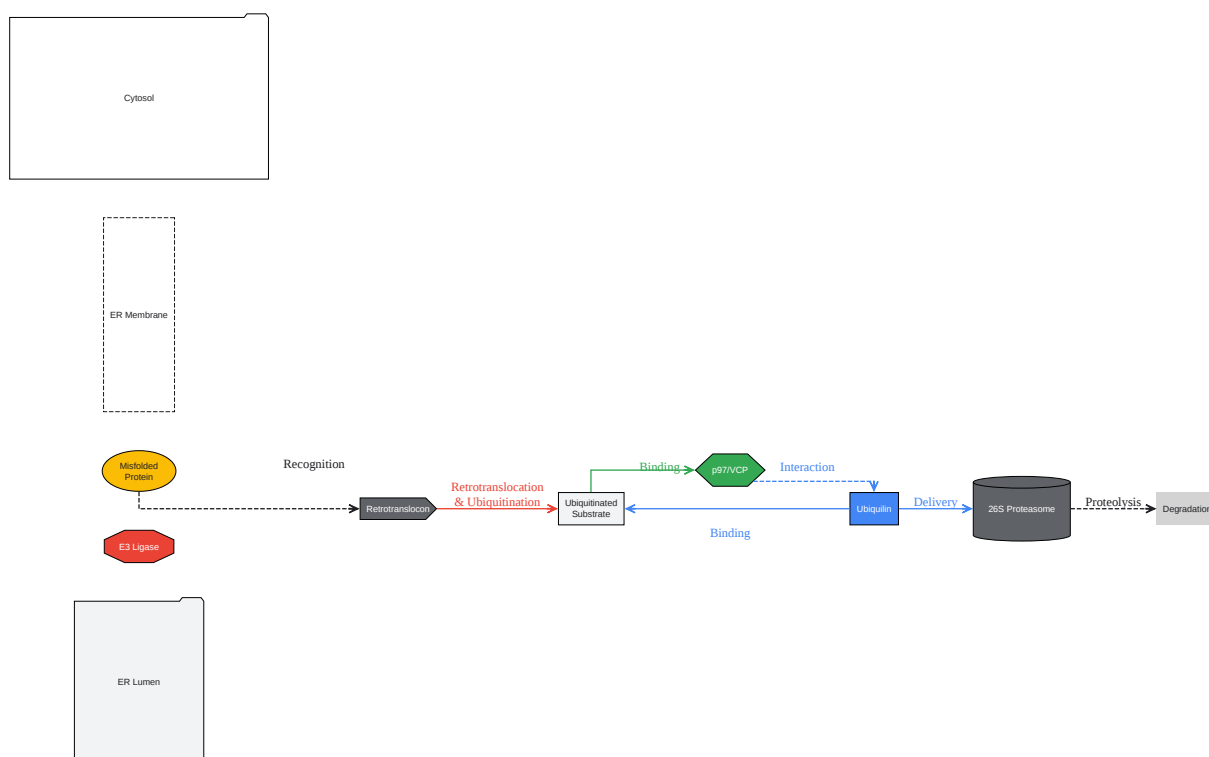 Cytosol
ER Membrane
Misfolded
Protein
Recognition
E3 Ligase
ER Lumen
Retrotranslocon
Retrotranslocation
& Ubiquitination
Ubiquitinated
Substrate
Binding
p97/VCP
Interaction
Binding
Ubiquilin
Delivery
26S Proteasome
Proteolysis
Degradation